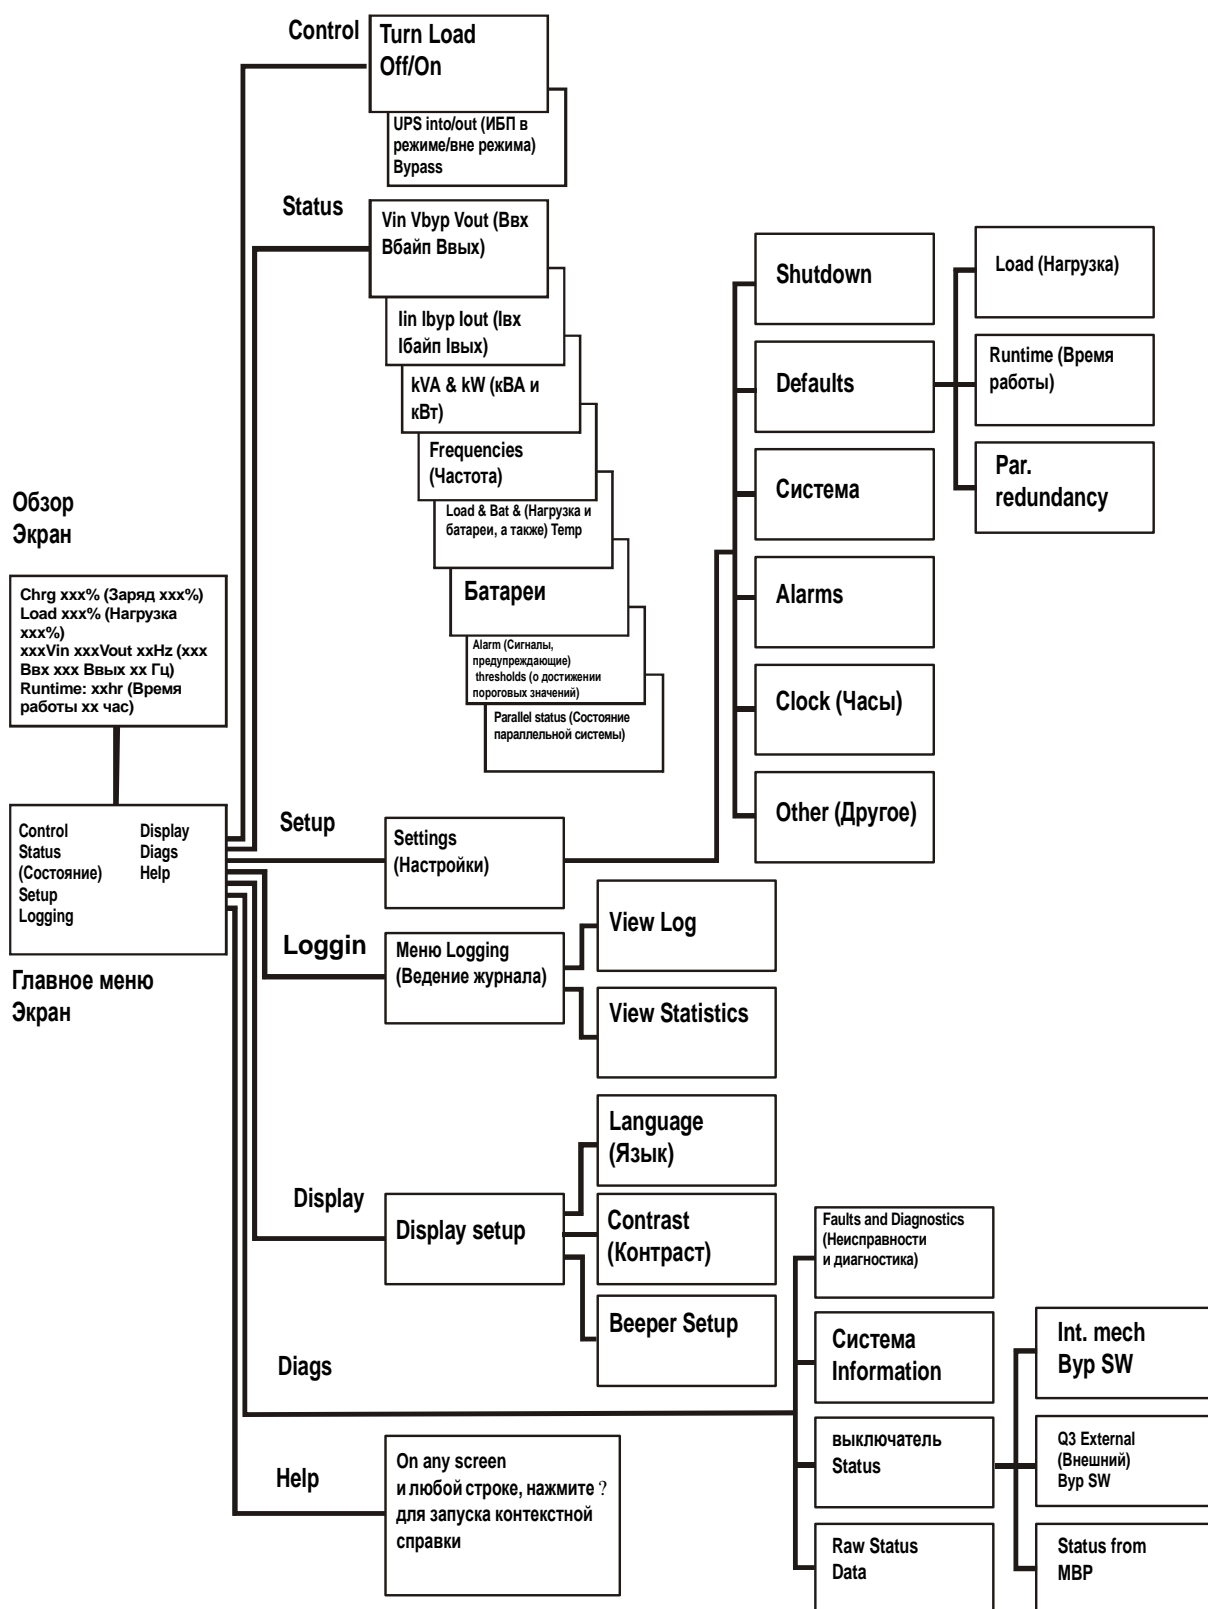 Control
Turn Load
Off/On
UPS into/out (ИБП в
режиме/вне режима)
Bypass
Status
Vin Vbyp Vout (Ввх
Вбайп Ввых)
Iin Ibyp Iout (Iвх
Iбайп Iвых)
kVA & kW (кВА и
кВт)
Frequencies
(Частота)
Load & Bat & (Нагрузка и
батареи, а также) Temp
Батареи
Alarm (Сигналы,
предупреждающие)
thresholds (о достижении
пороговых значений)
Parallel status (Состояние
параллельной системы)
Shutdown
Defaults
Система
Alarms
Clock (Часы)
Other (Другое)
Load (Нагрузка)
Runtime (Время
работы)
Par.
redundancy
Обзор
Экран
Chrg xxx% (Заряд xxx%)
Load xxx% (Нагрузка
xxx%)
xxxVin xxxVout xxHz (xxx
Ввх xxx Ввых xx Гц)
Runtime: xxhr (Время
работы xx час)
Control
Status
(Состояние)
Setup
Logging
Display
Diags
Help
Главное меню
Экран
Setup
Settings
(Настройки)
Loggin
Меню Logging
(Ведение журнала)
View Log
View Statistics
Display
Display setup
Language
(Язык)
Contrast
(Контраст)
Beeper Setup
Diags
Faults and Diagnostics
(Неисправности
и диагностика)
Система
Information
выключатель
Status
Raw Status
Data
Int. mech
Byp SW
Q3 External
(Внешний)
Byp SW
Status from
MBP
Help
On any screen
и любой строке, нажмите ?
для запуска контекстной
справки